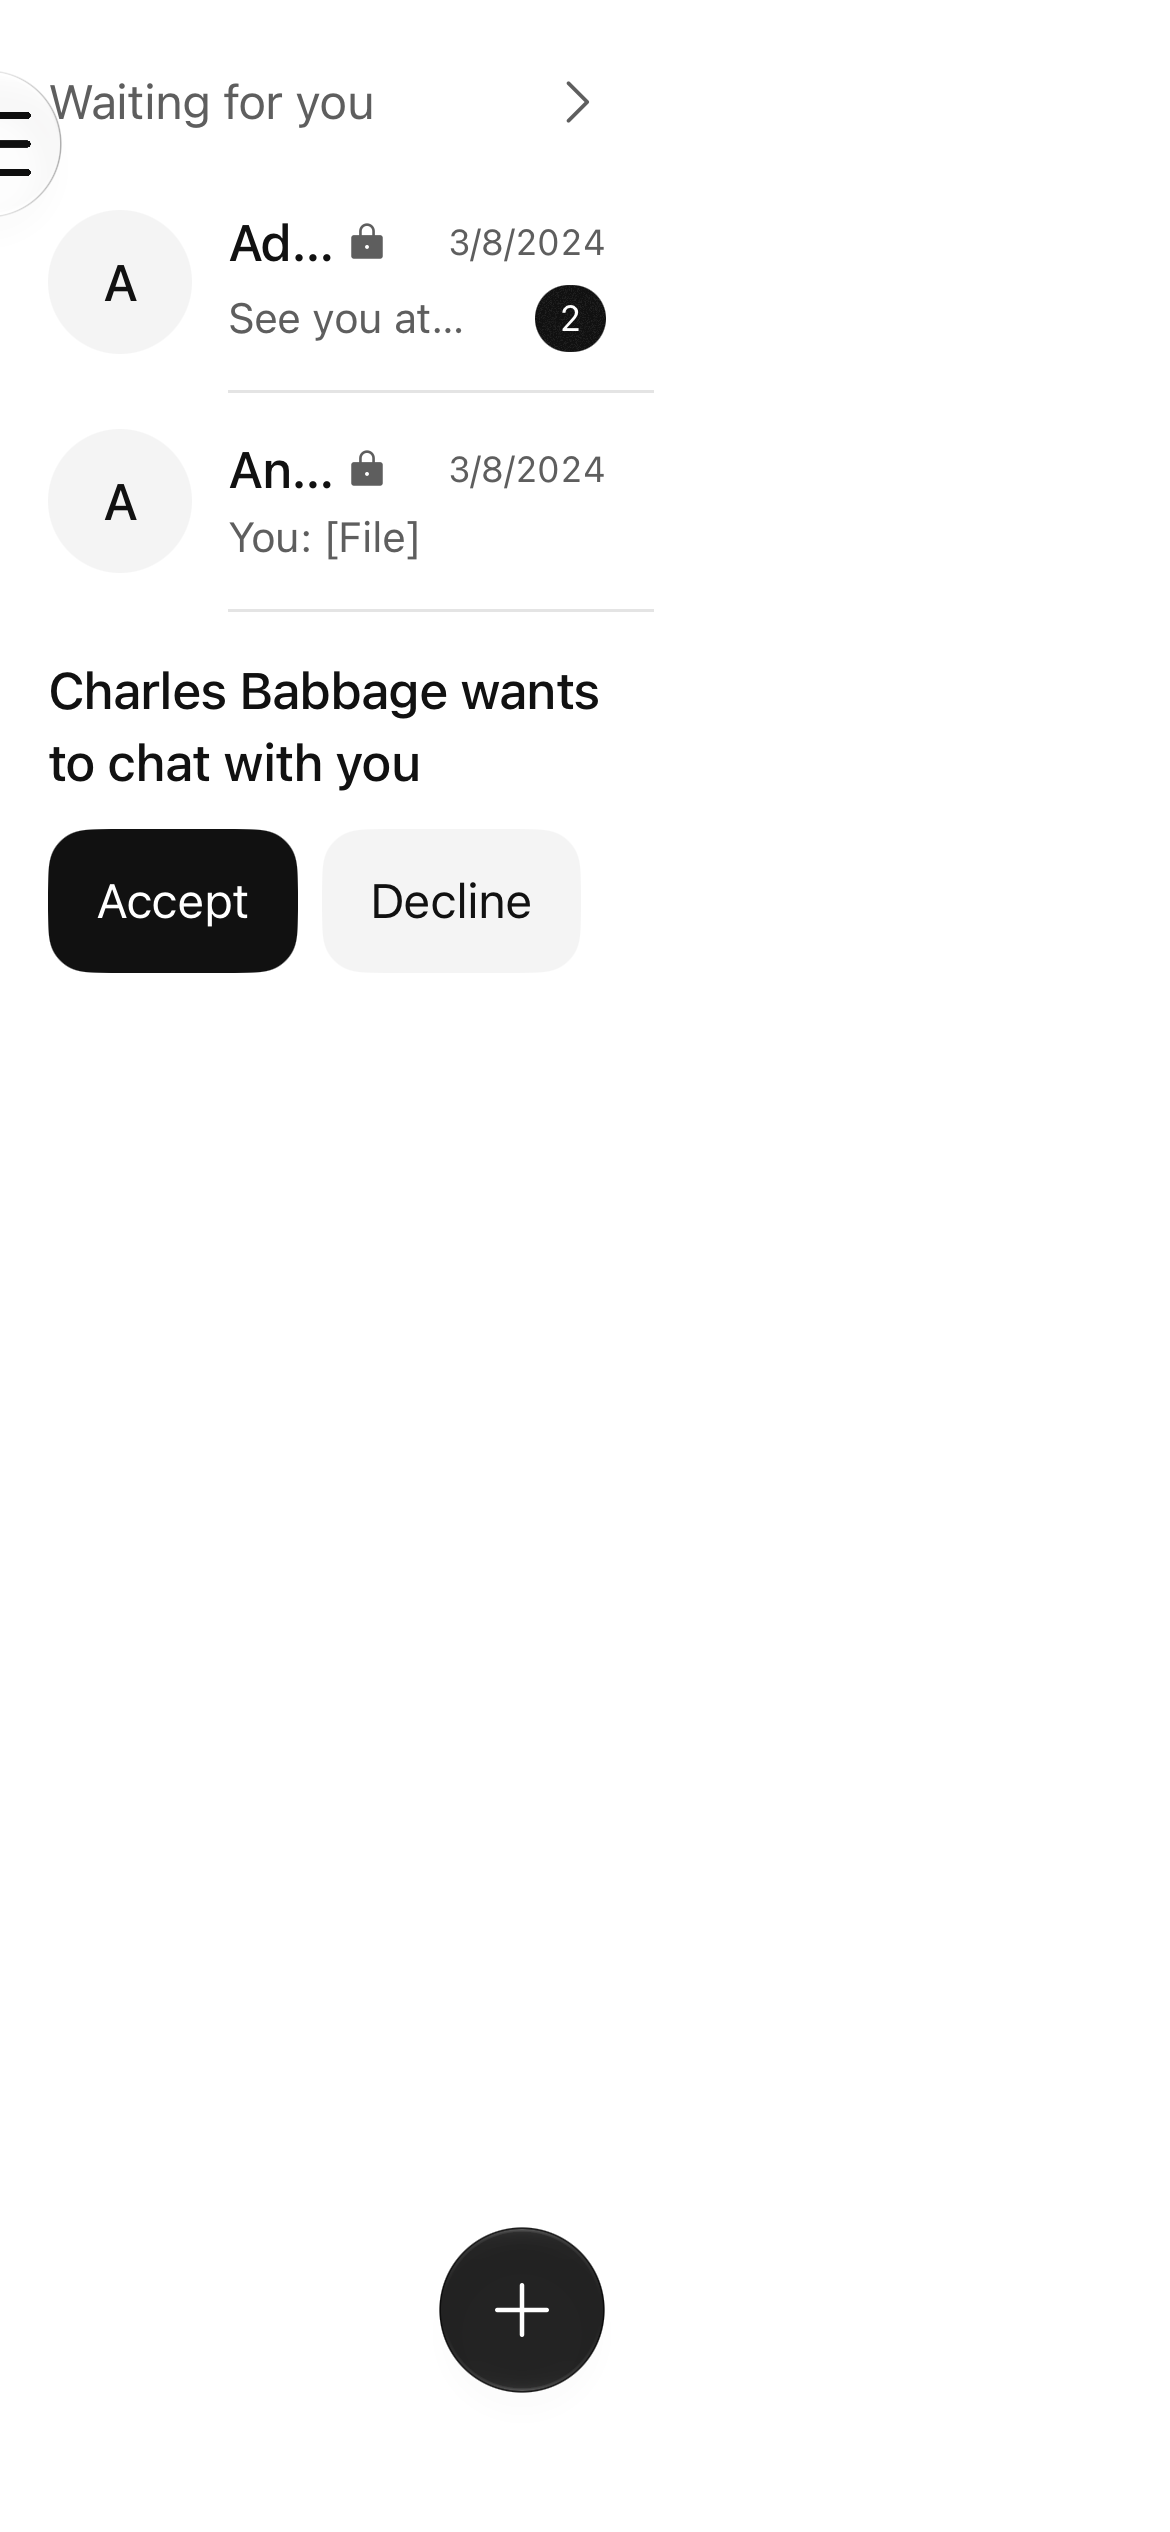 Waiting for you
A
Ad... 3/8/2024
See you at... 2
A
An... 3/8/2024
You: [File]
Charles Babbage wants
to chat with you
Accept Decline